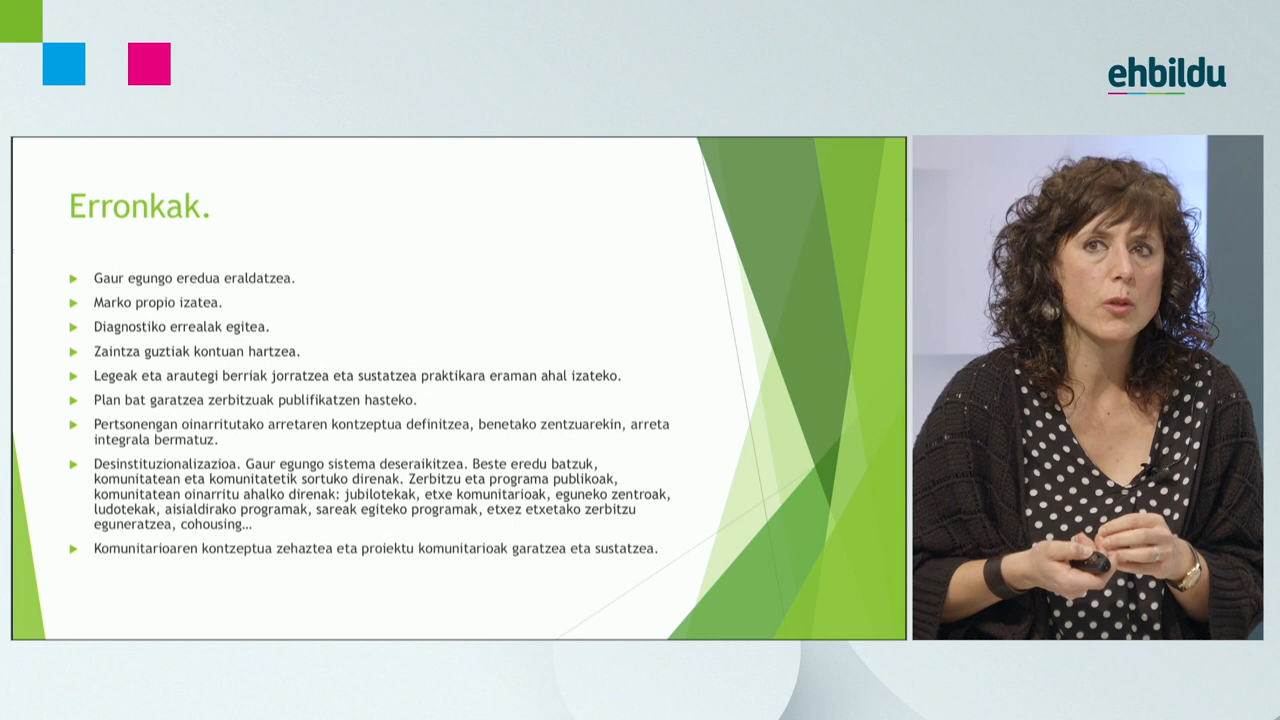 ehbildu
Erronkak.
Gaur egungo eredua eraldatzea.
Marko propio izatea.
Diagnostiko errealak egitea.
Zaintza guztiak kontuan hartzea.
Legeak eta arautegi berriak jorratzea eta sustatzea praktikara eraman ahal izateko.
Plan bat garatzea zerbitzuak publifikatzen hasteko.
Pertsonengan oinarritutako arretaren kontzeptua definitzea, benetako zentzuarekin, arreta
integrala bermatuz.
Desinstituzionalizazioa. Gaur egungo sistema deseraikitzea. Beste eredu batzuk,
komunitatean eta komunitatetik sortuko direnak. Zerbitzu eta programa publikoak,
komunitatean oinarritu ahalko direnak: jubilotekak, etxe komunitarioak, eguneko zentroak,
ludotekak, aisialdirako programak, sareak egiteko programak, etxez etxetako zerbitzu
eguneratzea, cohousing…
Komunitarioaren kontzeptua zehaztea eta proiektu komunitarioak garatzea eta sustatzea.